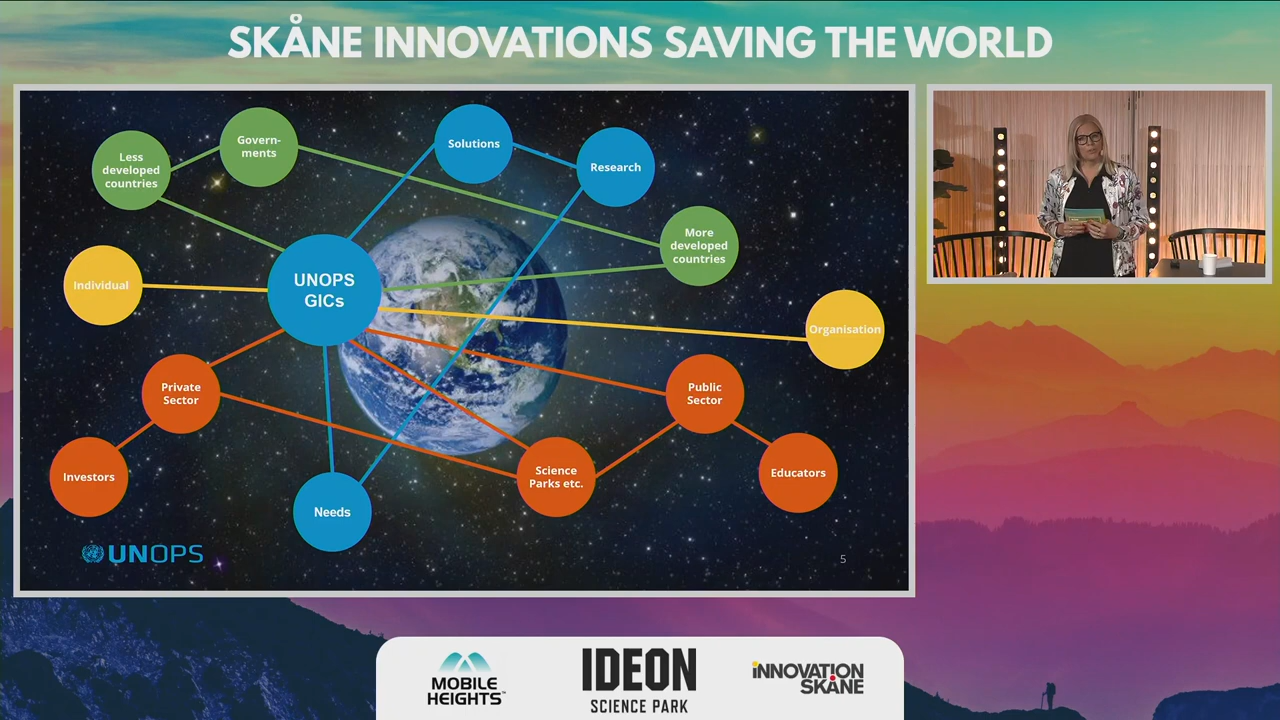 SKÅNE INNOVATIONS SAVING THE WORLD
Less
developed
countries
Govern-
ments
Solutions
Research
More
developed
countries
UNOPS
GICs
Individual
Organisation
Private
Sector
Public
Sector
Investors
Science
Parks etc.
Educators
Needs
UNOPS
5
MOBILE
HEIGHTS™
IDEON
SCIENCE PARK
INNOVATION
SKÅNE